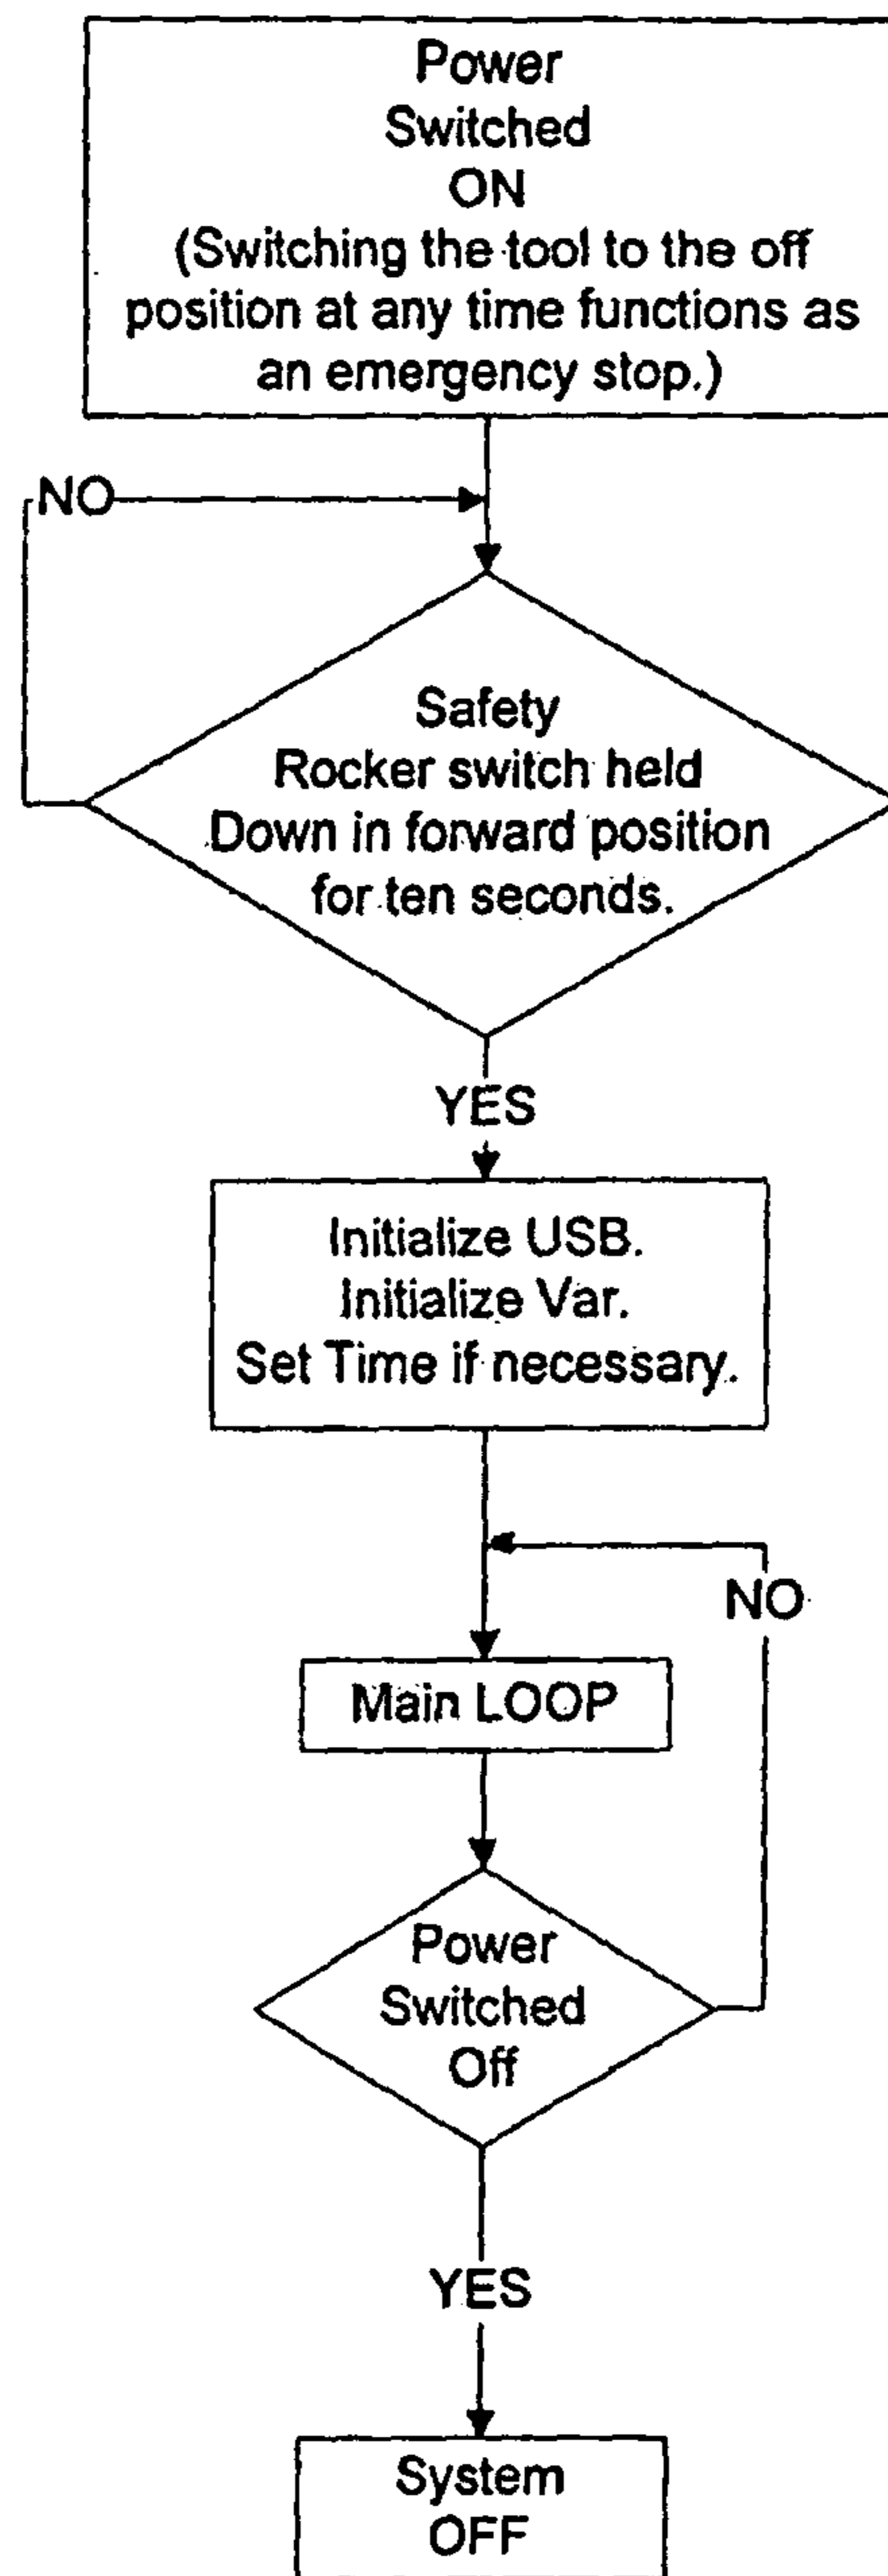 Power
Switched
ON
(Switching the tool to the off
position at any time functions as
an emergency stop.)
NO
Safety
Rocker switch held
Down in forward position
for ten seconds.
YES
Initialize USB.
Initialize Var.
Set Time if necessary.
NO
Main LOOP
Power
Switched
Off
YES
System
OFF